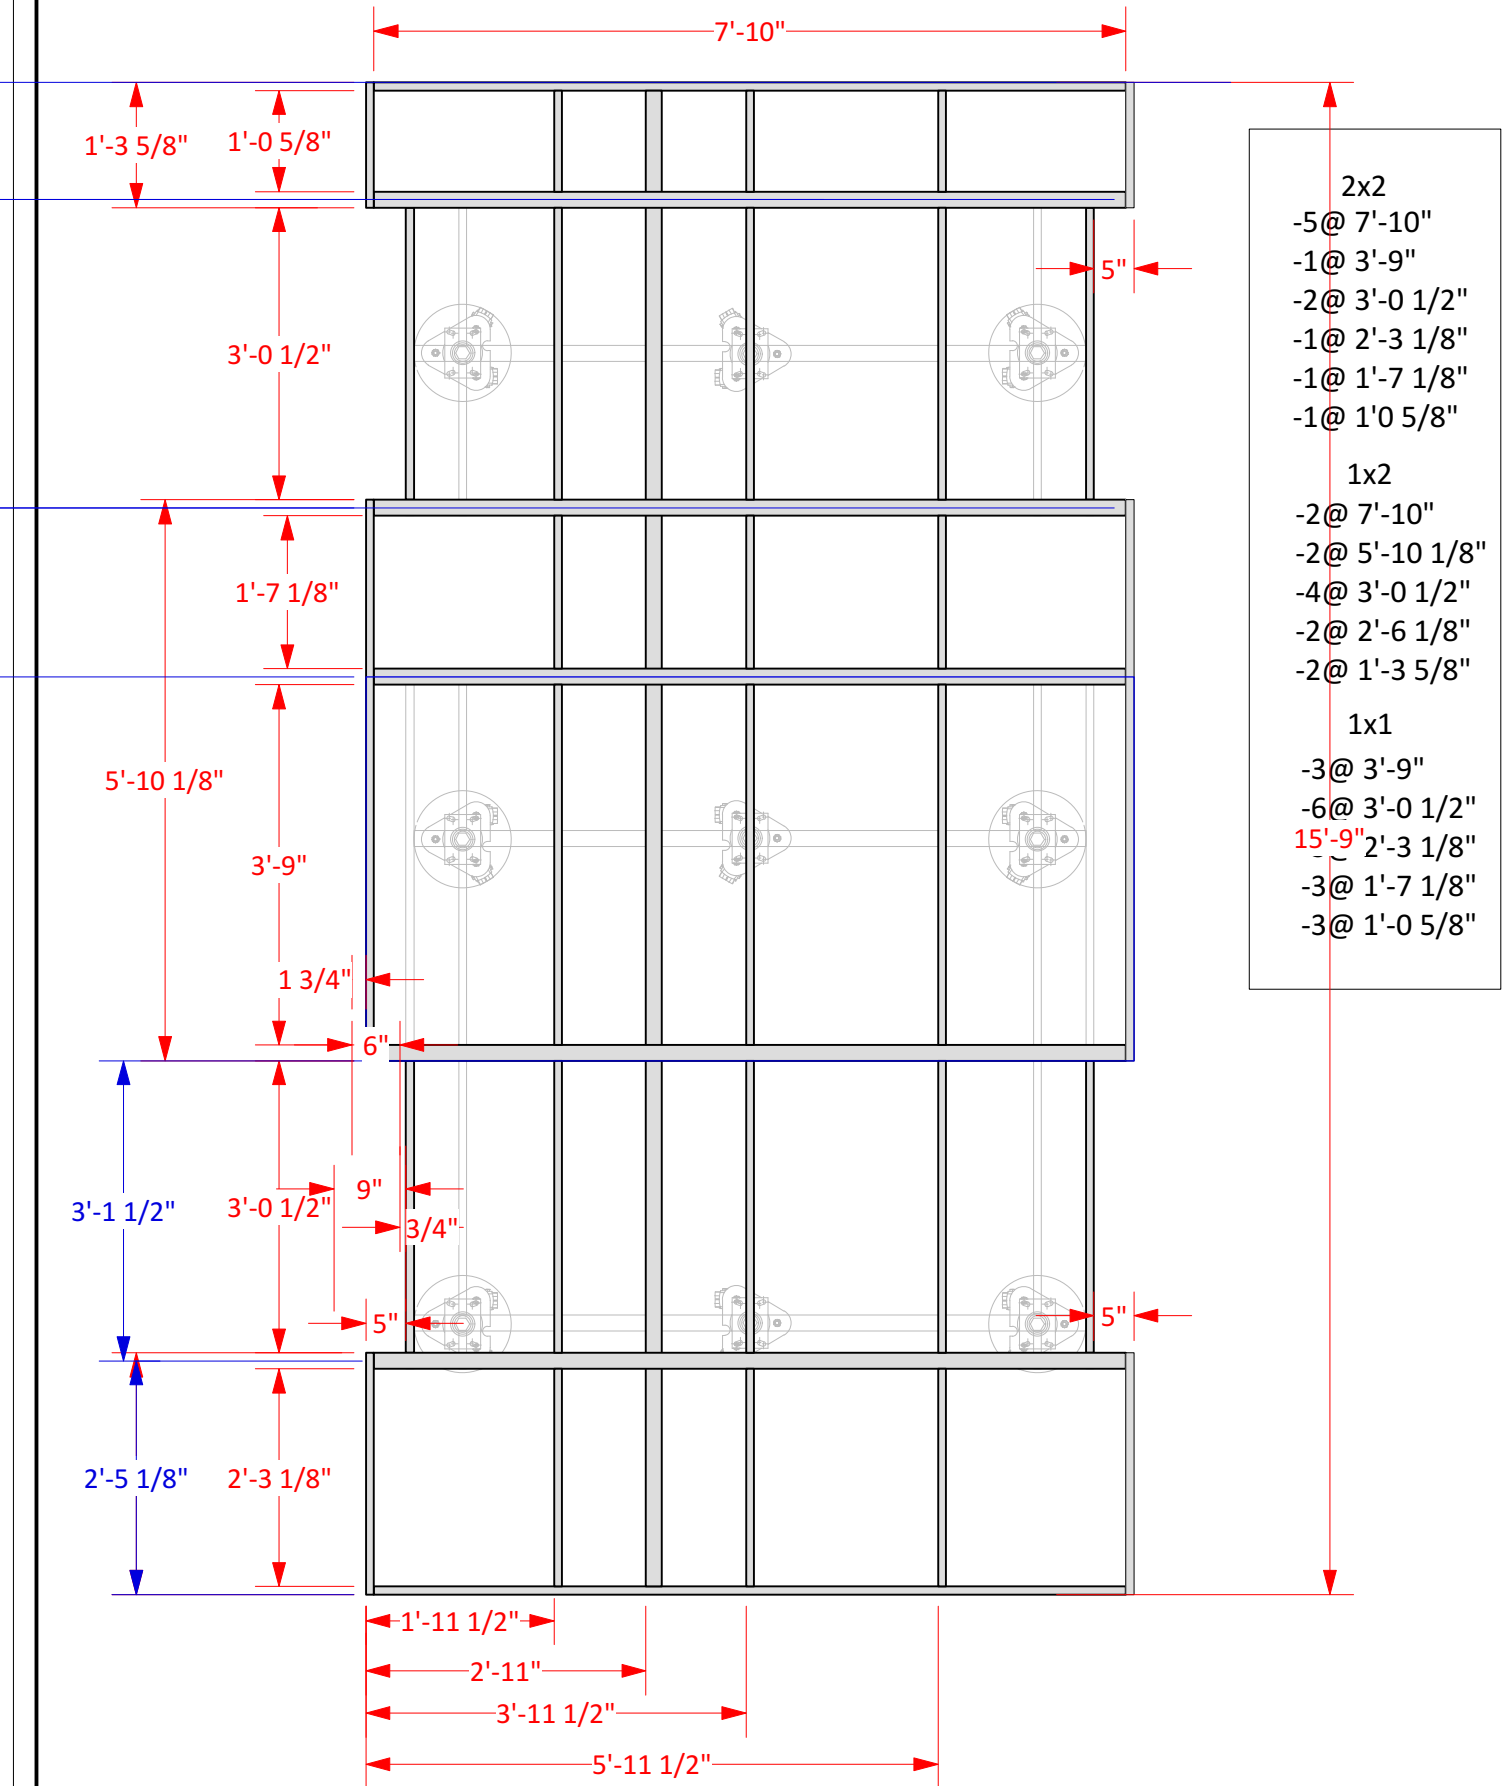 7'-10"
1'-3 5/8"
1'-0 5/8"
3'-0 1/2"
5"
1'-7 1/8"
5'-10 1/8"
3'-9"
1 3/4"
6"
3'-1 1/2"
3'-0 1/2"
9"
3/4"
5"
5"
2'-5 1/8"
2'-3 1/8"
1'-11 1/2"
2'-11"
3'-11 1/2"
5'-11 1/2"
2x2
-5@ 7'-10"
-1@ 3'-9"
-2@ 3'-0 1/2"
-1@ 2'-3 1/8"
-1@ 1'-7 1/8"
-1@ 1'0 5/8"
1x2
-2@ 7'-10"
-2@ 5'-10 1/8"
-4@ 3'-0 1/2"
-2@ 2'-6 1/8"
-2@ 1'-3 5/8"
1x1
-3@ 3'-9"
-6@ 3'-0 1/2"
15'-9"
2'-3 1/8"
-3@ 1'-7 1/8"
-3@ 1'-0 5/8"